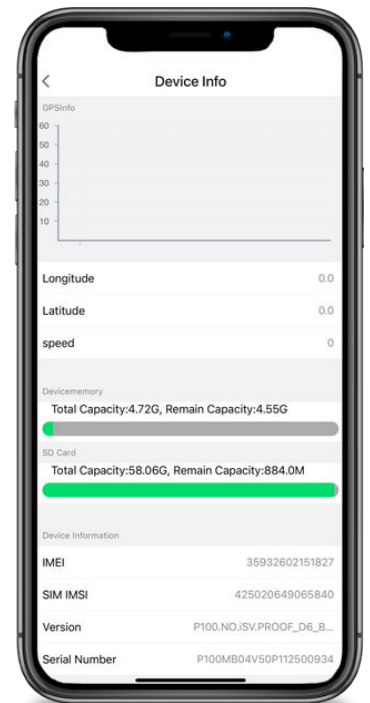 Device Info
GPSInfo
60
50
40
30
20
10
Longitude 0.0
Latitude 0.0
speed 0
Devicememory
Total Capacity:4.72G, Remain Capacity:4.55G
SD Card
Total Capacity:58.06G, Remain Capacity:884.0M
Device Information
IMEI 35932602151827
SIM IMSI 425020649065840
Version P100.NO.iSV.PROOF_D6_B...
Serial Number P100MB04V50P112500934